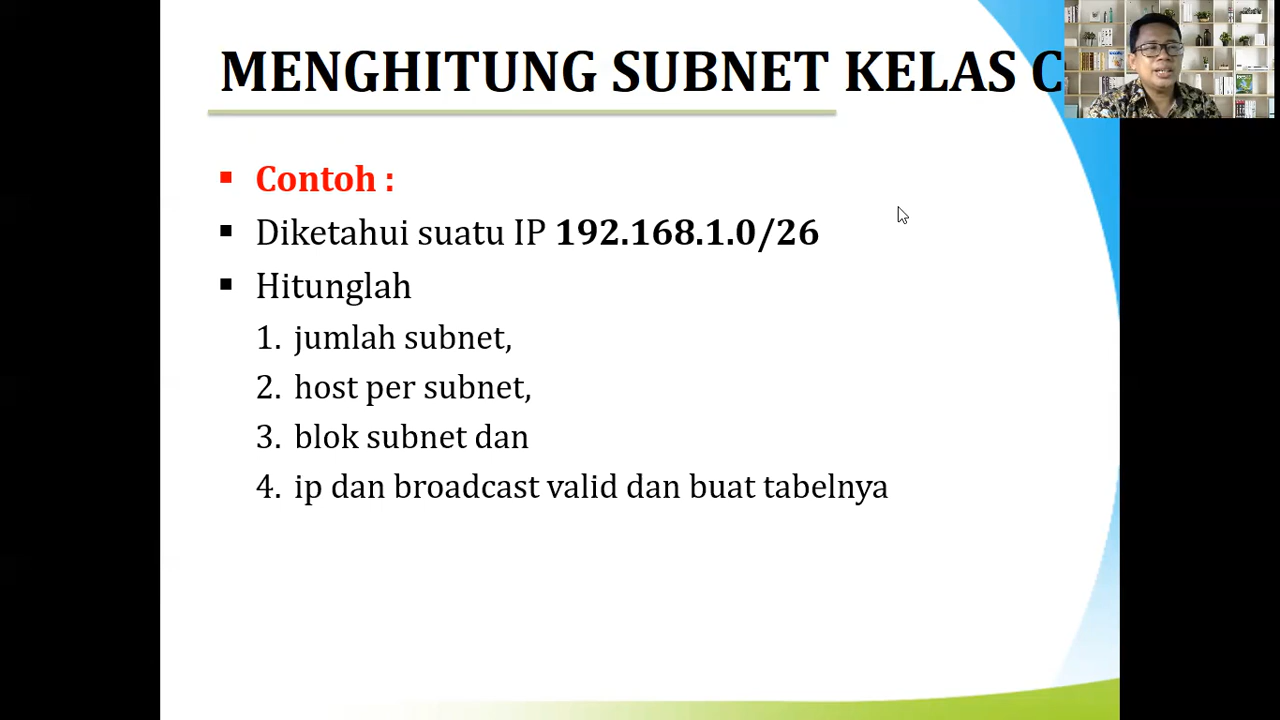 MENGHITUNG SUBNET KELAS C
Contoh :
Diketahui suatu IP 192.168.1.0/26
Hitunglah
1. jumlah subnet,
2. host per subnet,
3. blok subnet dan
4. ip dan broadcast valid dan buat tabelnya